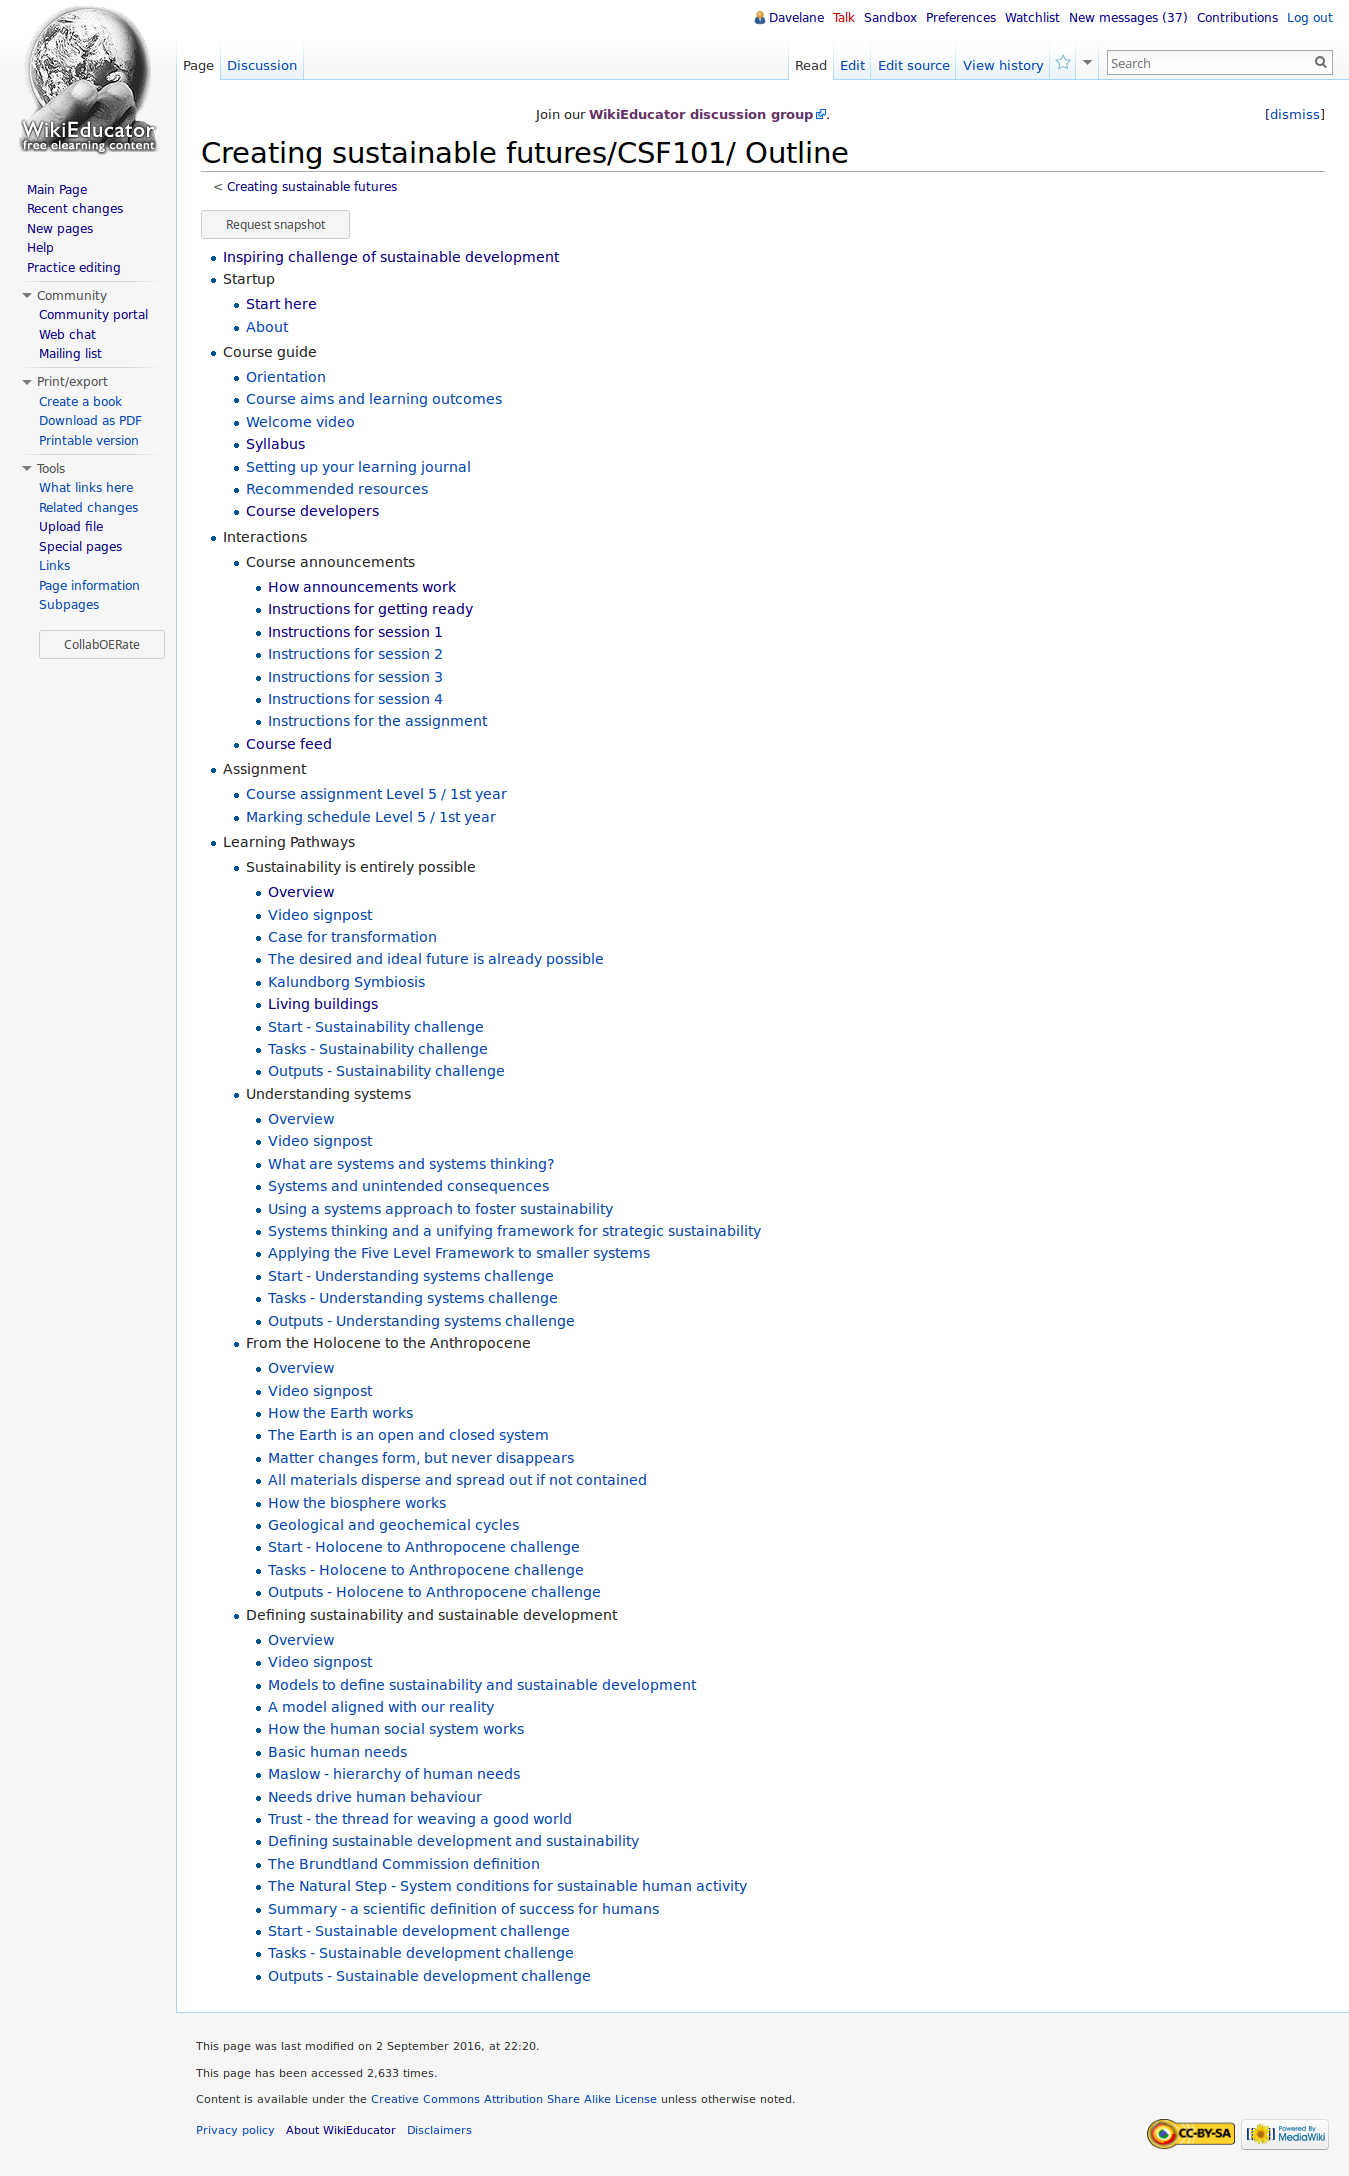 Davelane Talk Sandbox Preferences Watchlist New messages (37) Contributions Log out
Page Discussion Read Edit Edit source View history Search
WikiEducator
free elearning content
Join our WikiEducator discussion group. [dismiss]
Creating sustainable futures/CSF101/ Outline
< Creating sustainable futures
Request snapshot
Main Page
Recent changes
New pages
Help
Practice editing
Community
Community portal
Web chat
Mailing list
Print/export
Create a book
Download as PDF
Printable version
Tools
What links here
Related changes
Upload file
Special pages
Links
Page information
Subpages
CollabOERate
Inspiring challenge of sustainable development
Startup
Start here
About
Course guide
Orientation
Course aims and learning outcomes
Welcome video
Syllabus
Setting up your learning journal
Recommended resources
Course developers
Interactions
Course announcements
How announcements work
Instructions for getting ready
Instructions for session 1
Instructions for session 2
Instructions for session 3
Instructions for session 4
Instructions for the assignment
Course feed
Assignment
Course assignment Level 5 / 1st year
Marking schedule Level 5 / 1st year
Learning Pathways
Sustainability is entirely possible
Overview
Video signpost
Case for transformation
The desired and ideal future is already possible
Kalundborg Symbiosis
Living buildings
Start - Sustainability challenge
Tasks - Sustainability challenge
Outputs - Sustainability challenge
Understanding systems
Overview
Video signpost
What are systems and systems thinking?
Systems and unintended consequences
Using a systems approach to foster sustainability
Systems thinking and a unifying framework for strategic sustainability
Applying the Five Level Framework to smaller systems
Start - Understanding systems challenge
Tasks - Understanding systems challenge
Outputs - Understanding systems challenge
From the Holocene to the Anthropocene
Overview
Video signpost
How the Earth works
The Earth is an open and closed system
Matter changes form, but never disappears
All materials disperse and spread out if not contained
How the biosphere works
Geological and geochemical cycles
Start - Holocene to Anthropocene challenge
Tasks - Holocene to Anthropocene challenge
Outputs - Holocene to Anthropocene challenge
Defining sustainability and sustainable development
Overview
Video signpost
Models to define sustainability and sustainable development
A model aligned with our reality
How the human social system works
Basic human needs
Maslow - hierarchy of human needs
Needs drive human behaviour
Trust - the thread for weaving a good world
Defining sustainable development and sustainability
The Brundtland Commission definition
The Natural Step - System conditions for sustainable human activity
Summary - a scientific definition of success for humans
Start - Sustainable development challenge
Tasks - Sustainable development challenge
Outputs - Sustainable development challenge
This page was last modified on 2 September 2016, at 22:20.
This page has been accessed 2,633 times.
Content is available under the Creative Commons Attribution Share Alike License unless otherwise noted.
Privacy policy About WikiEducator Disclaimers
CC-BY-SA
Powered By
MediaWiki